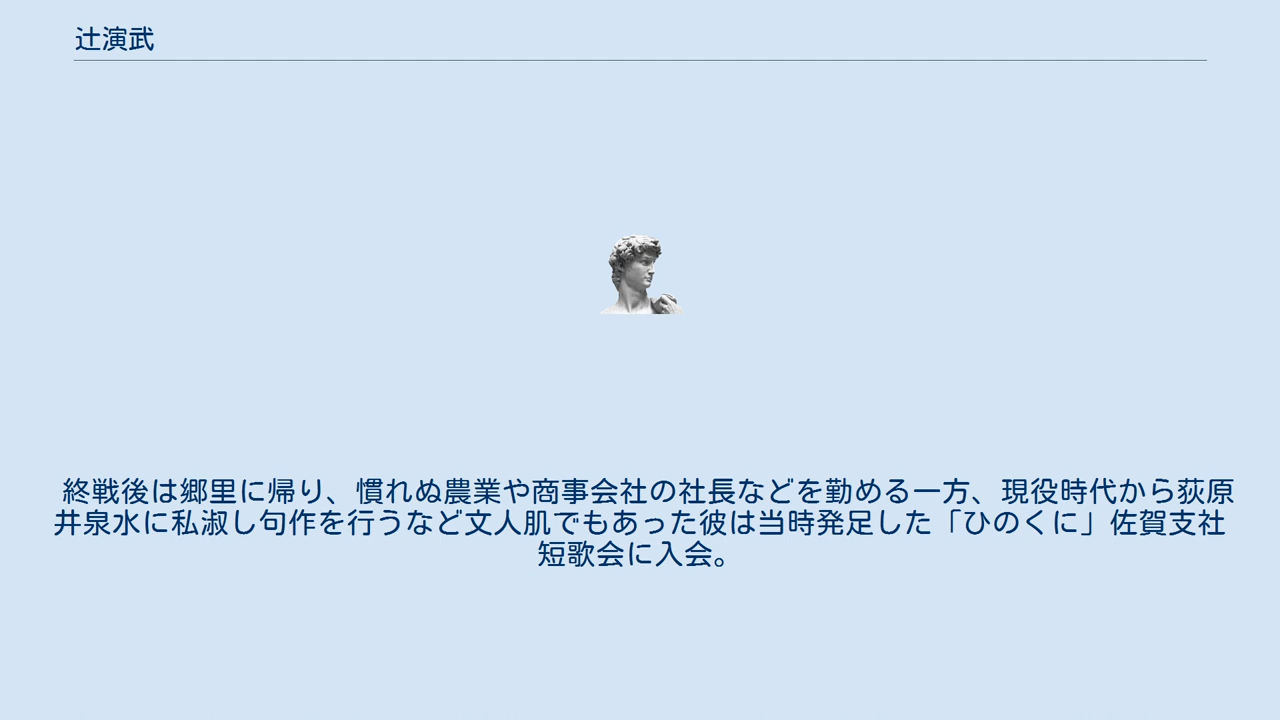 辻演武
終戦後は郷里に帰り、慣れぬ農業や商事会社の社長などを勤める一方、現役時代から荻原
井泉水に私淑し句作を行うなど文人肌でもあった彼は当時発足した「ひのくに」佐賀支社
短歌会に入会。